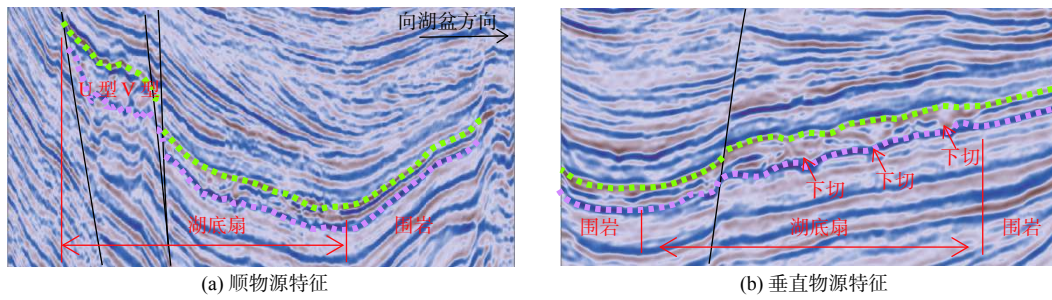 向湖盆方向
U型V型
湖底扇
围岩
(a) 顺物源特征
下切
下切
下切
围岩
湖底扇
围岩
(b) 垂直物源特征